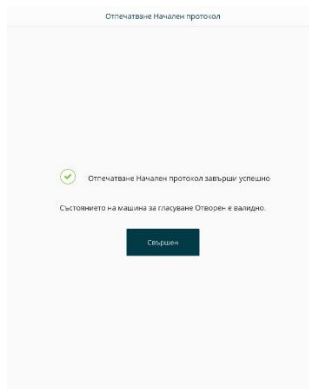 Отпечатване Начален протокол
Отпечатване Начален протокол завърши успешно
Състоянието на машина за гласуване Отворен е валидно.
Свършен